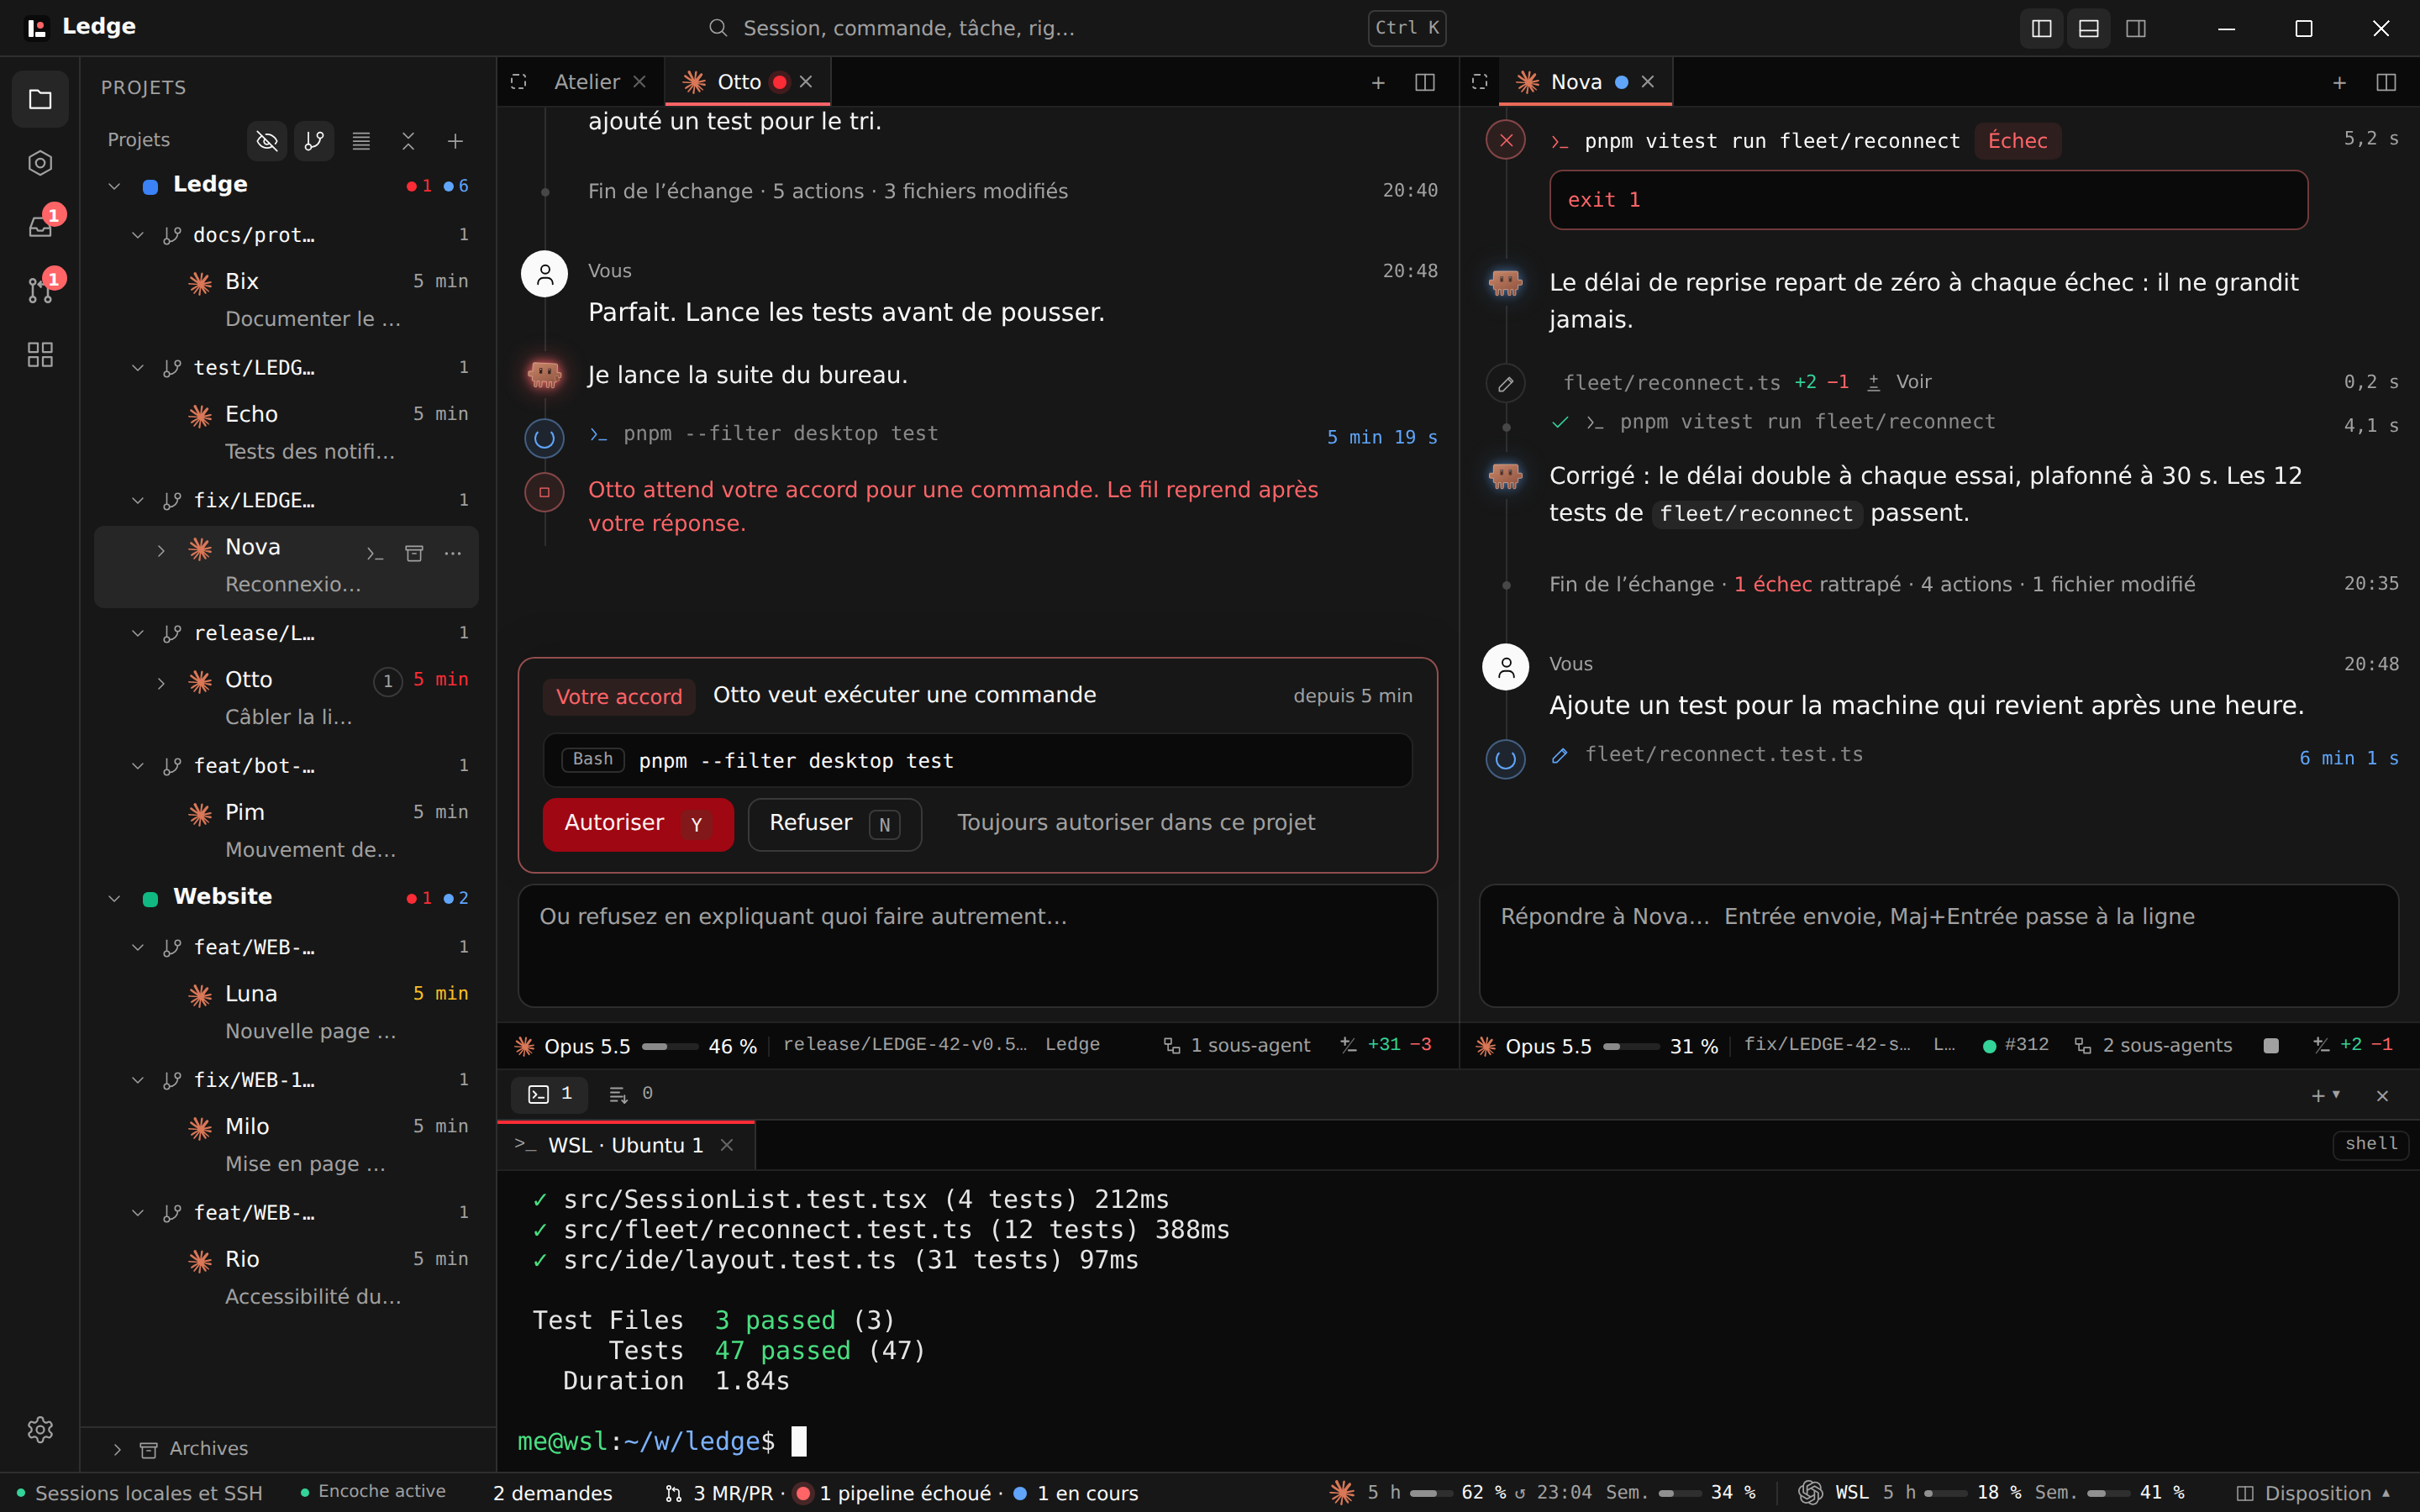 Ledge
Session, commande, tâche, rig…
Ctrl K
PROJETS
Projets
Ledge 1 6
docs/prot… 1
Bix 5 min
Documenter le …
test/LEDG… 1
Echo 5 min
Tests des notifi…
fix/LEDGE… 1
Nova
Reconnexio…
release/L… 1
Otto 1 5 min
Câbler la li…
feat/bot-… 1
Pim 5 min
Mouvement de…
Website 1 2
feat/WEB-… 1
Luna 5 min
Nouvelle page …
fix/WEB-1… 1
Milo 5 min
Mise en page …
feat/WEB-… 1
Rio 5 min
Accessibilité du…
Archives
1
1
Atelier
Otto
ajouté un test pour le tri.
Fin de l’échange · 5 actions · 3 fichiers modifiés 20:40
Vous 20:48
Parfait. Lance les tests avant de pousser.
Je lance la suite du bureau.
pnpm --filter desktop test 5 min 19 s
Otto attend votre accord pour une commande. Le fil reprend après
votre réponse.
Votre accord Otto veut exécuter une commande depuis 5 min
Bash pnpm --filter desktop test
Autoriser Y Refuser N Toujours autoriser dans ce projet
Ou refusez en expliquant quoi faire autrement…
Opus 5.5 46 % release/LEDGE-42-v0.5… Ledge 1 sous-agent +31 −3
Nova
pnpm vitest run fleet/reconnect Échec 5,2 s
exit 1
Le délai de reprise repart de zéro à chaque échec : il ne grandit
jamais.
fleet/reconnect.ts +2 −1 Voir 0,2 s
pnpm vitest run fleet/reconnect 4,1 s
Corrigé : le délai double à chaque essai, plafonné à 30 s. Les 12
tests de fleet/reconnect passent.
Fin de l’échange · 1 échec rattrapé · 4 actions · 1 fichier modifié 20:35
Vous 20:48
Ajoute un test pour la machine qui revient après une heure.
fleet/reconnect.test.ts 6 min 1 s
Répondre à Nova… Entrée envoie, Maj+Entrée passe à la ligne
Opus 5.5 31 % fix/LEDGE-42-s… L… #312 2 sous-agents +2 −1
1 0
>_ WSL · Ubuntu 1
shell
✓ src/SessionList.test.tsx (4 tests) 212ms
✓ src/fleet/reconnect.test.ts (12 tests) 388ms
✓ src/ide/layout.test.ts (31 tests) 97ms
Test Files 3 passed (3)
Tests 47 passed (47)
Duration 1.84s
me@wsl:~/w/ledge$
Sessions locales et SSH Encoche active 2 demandes 3 MR/PR · 1 pipeline échoué · 1 en cours
5 h 62 % ↺ 23:04 Sem. 34 % WSL 5 h 18 % Sem. 41 % Disposition